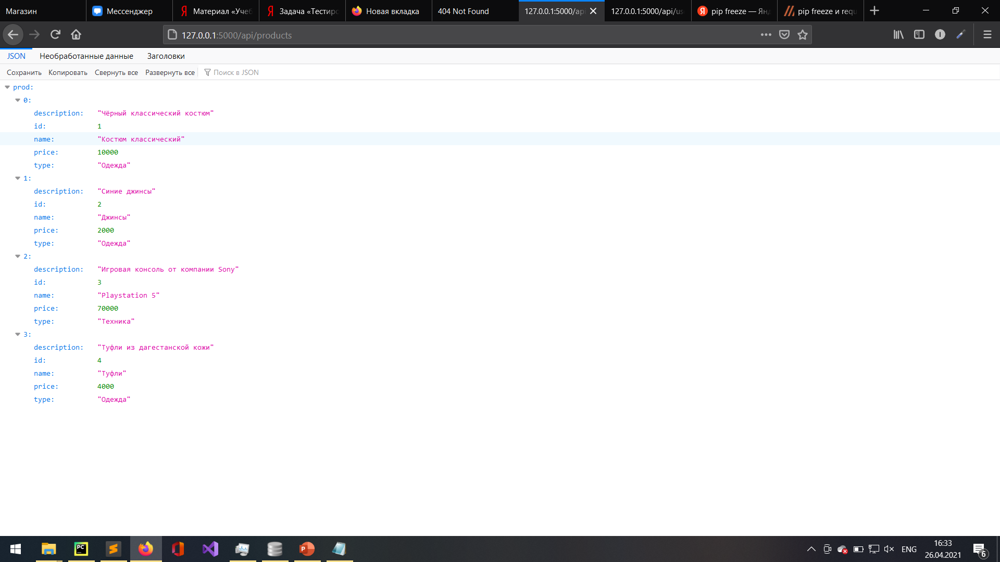 Магазин
Мессенджер
Материал «Учеб
Задача «Тестиро
Новая вкладка
404 Not Found
127.0.0.1:5000/api
127.0.0.1:5000/api/us
pip freeze — Янд
pip freeze и requ
127.0.0.1:5000/api/products
JSON Необработанные данные Заголовки
Сохранить Копировать Свернуть все Развернуть все Поиск в JSON
prod:
0:
description: "Чёрный классический костюм"
id: 1
name: "Костюм классический"
price: 10000
type: "Одежда"
1:
description: "Синие джинсы"
id: 2
name: "Джинсы"
price: 2000
type: "Одежда"
2:
description: "Игровая консоль от компании Sony"
id: 3
name: "Playstation 5"
price: 70000
type: "Техника"
3:
description: "Туфли из дагестанской кожи"
id: 4
name: "Туфли"
price: 4000
type: "Одежда"
ENG
16:33
26.04.2021
6